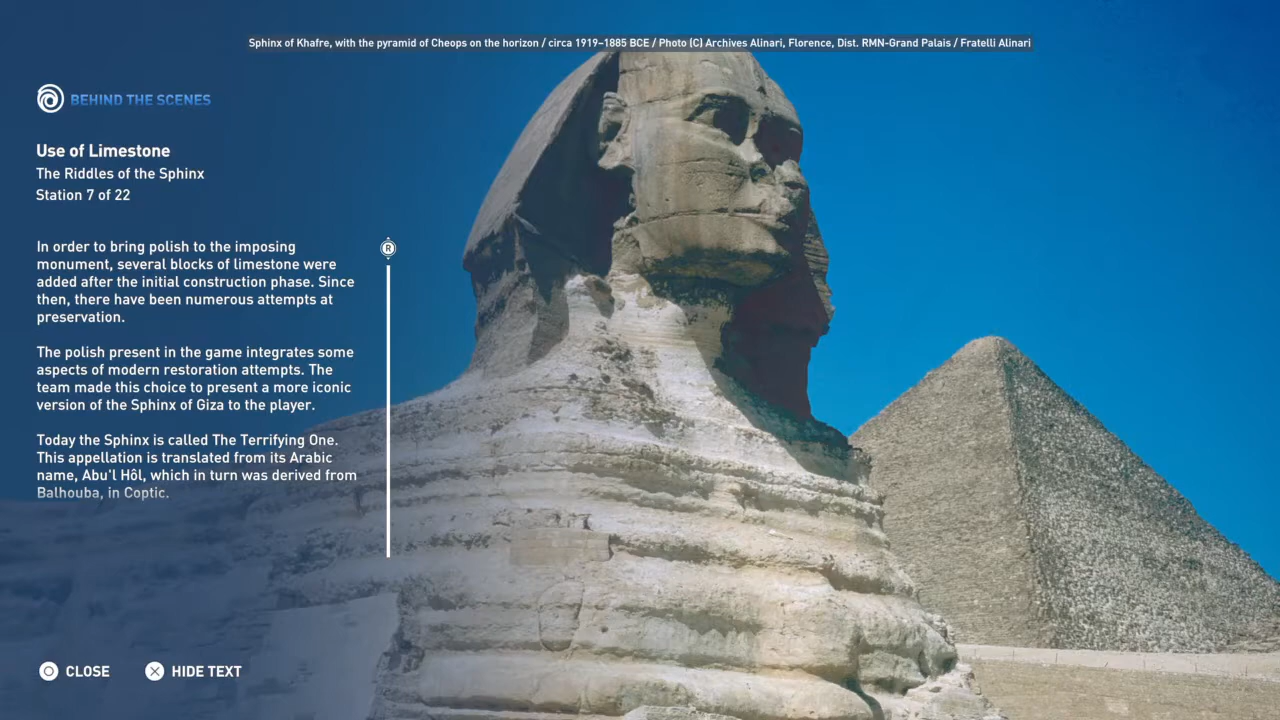 Sphinx of Khafre, with the pyramid of Cheops on the horizon / circa 1919–1885 BCE / Photo (C) Archives Alinari, Florence, Dist. RMN-Grand Palais / Fratelli Alinari
BEHIND THE SCENES
Use of Limestone
The Riddles of the Sphinx
Station 7 of 22
In order to bring polish to the imposing
monument, several blocks of limestone were
added after the initial construction phase. Since
then, there have been numerous attempts at
preservation.
The polish present in the game integrates some
aspects of modern restoration attempts. The
team made this choice to present a more iconic
version of the Sphinx of Giza to the player.
Today the Sphinx is called The Terrifying One.
This appellation is translated from its Arabic
name, Abu'l Hôl, which in turn was derived from
Balhouba, in Coptic.
R
CLOSE
HIDE TEXT